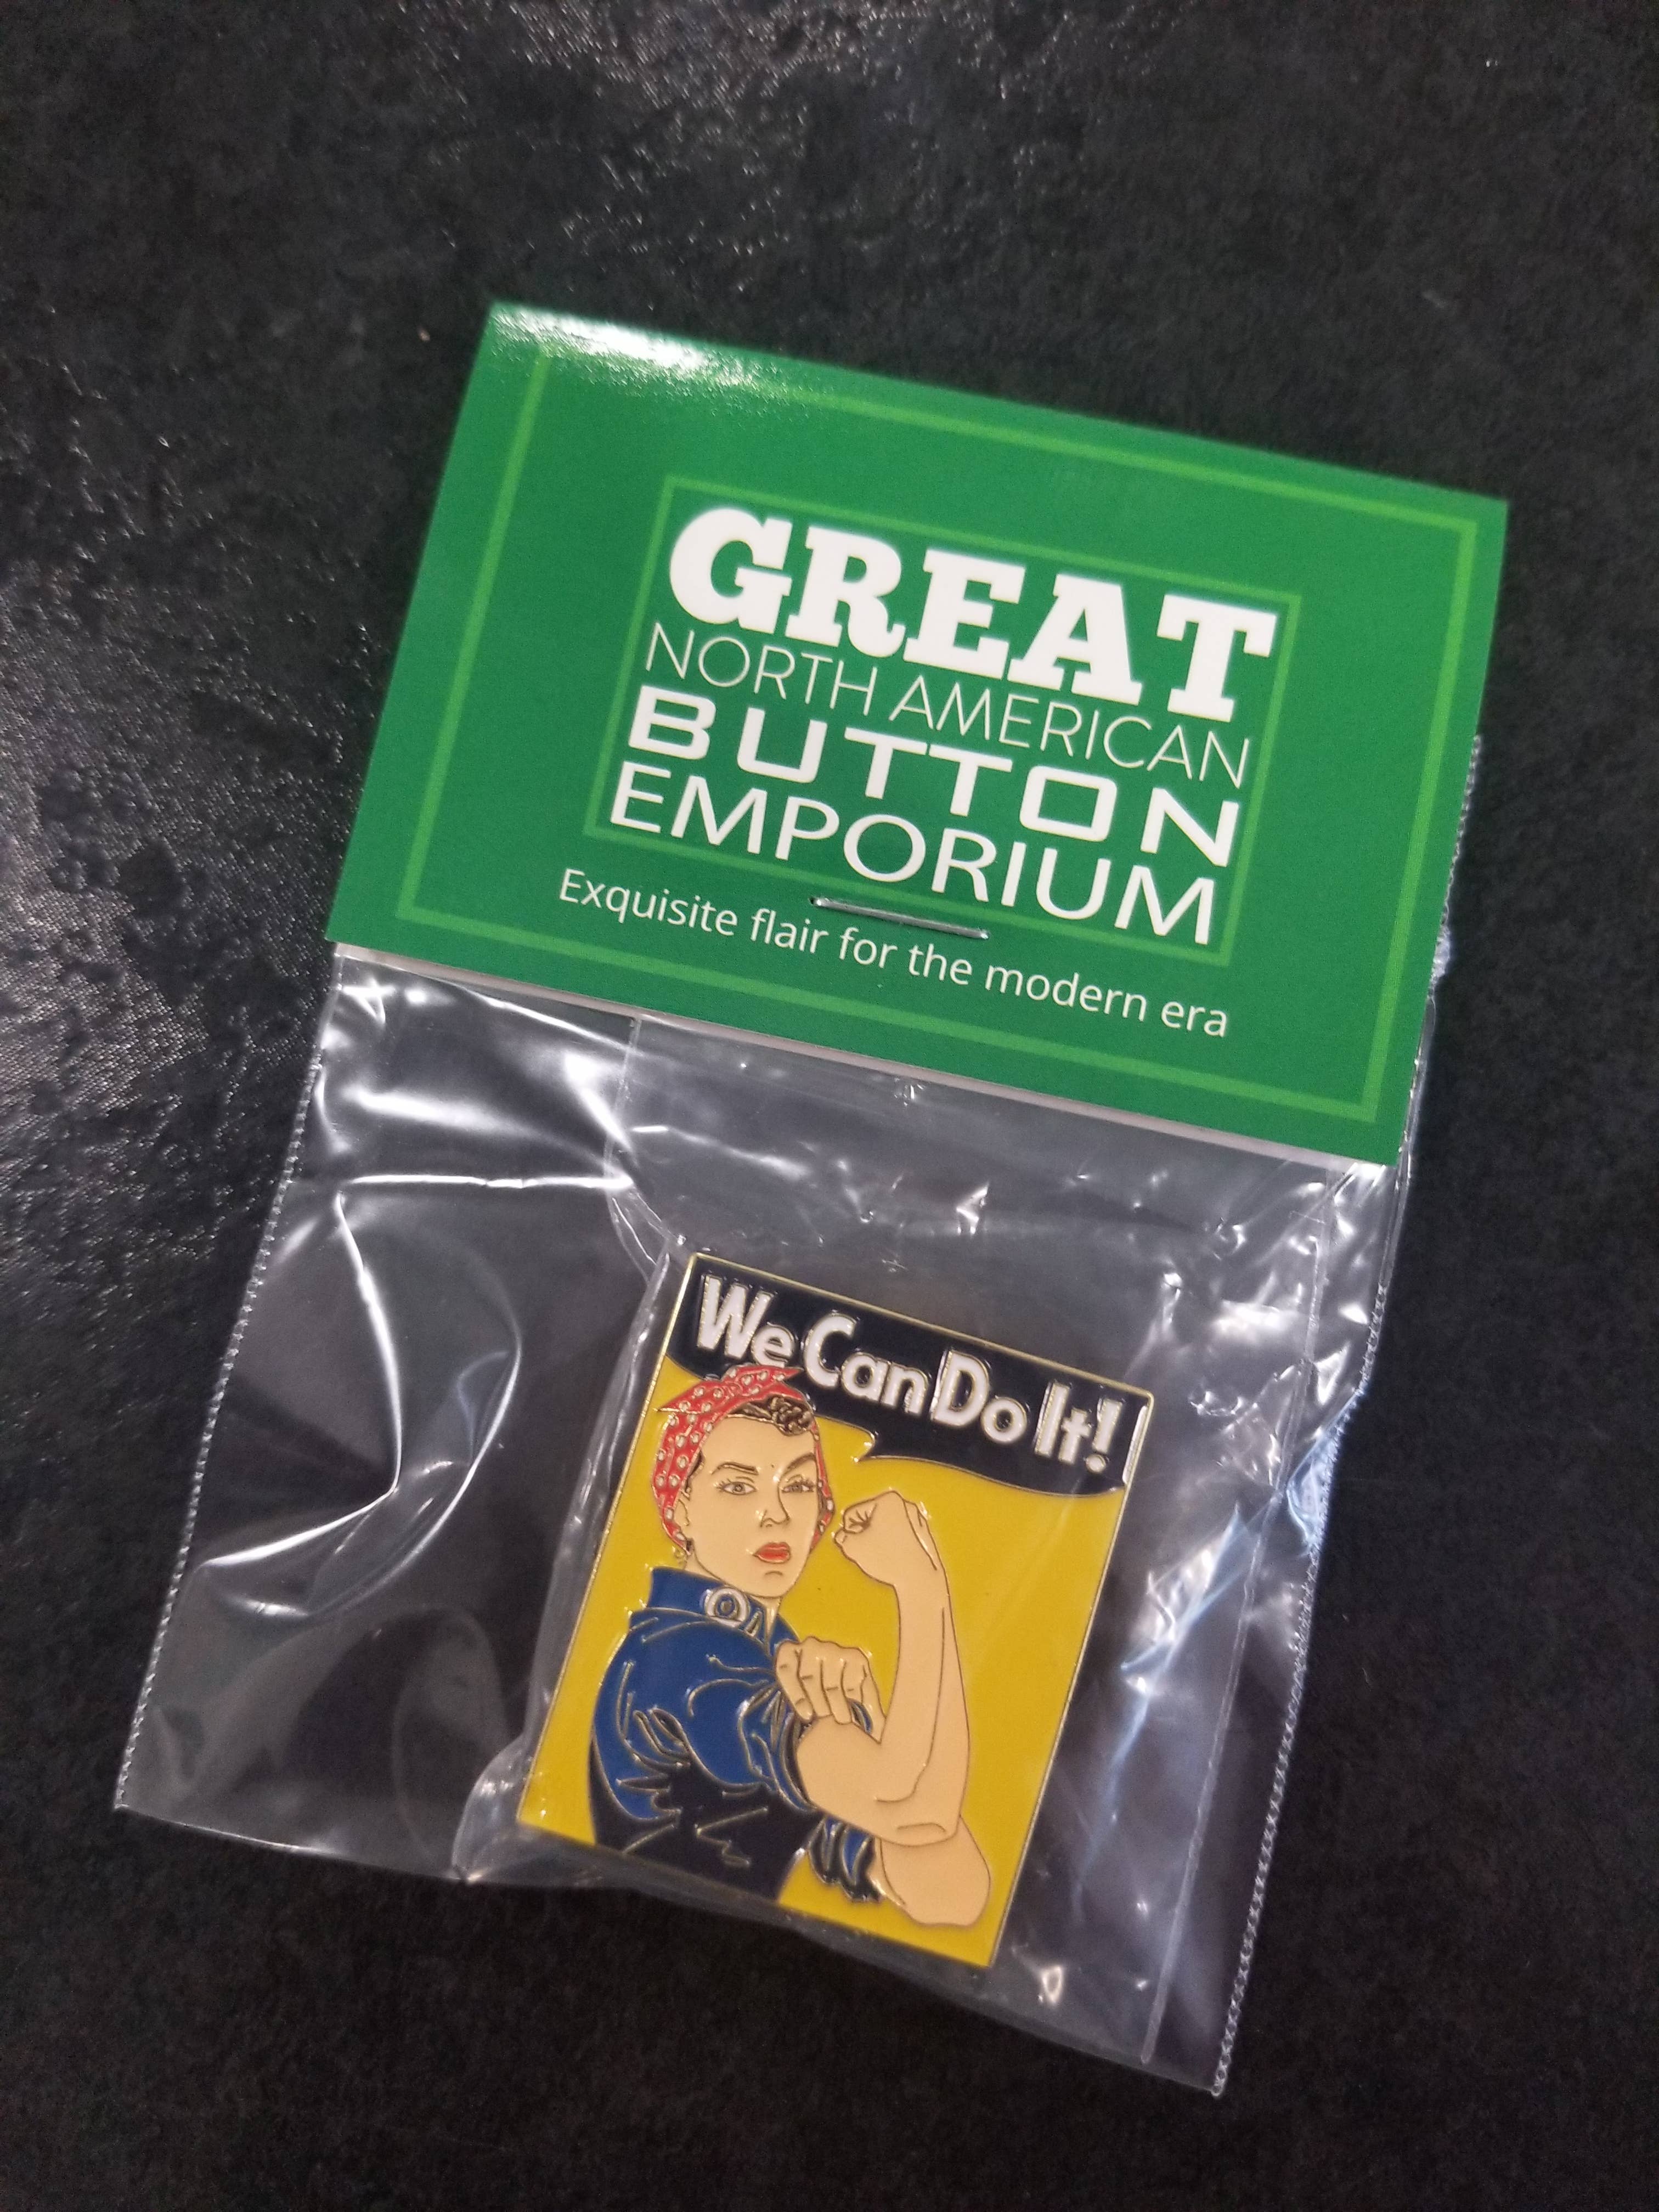 GREAT
NORTH AMERICAN
BUTTON
EMPORIUM
Exquisite flair for the modern era
We Can Do It!